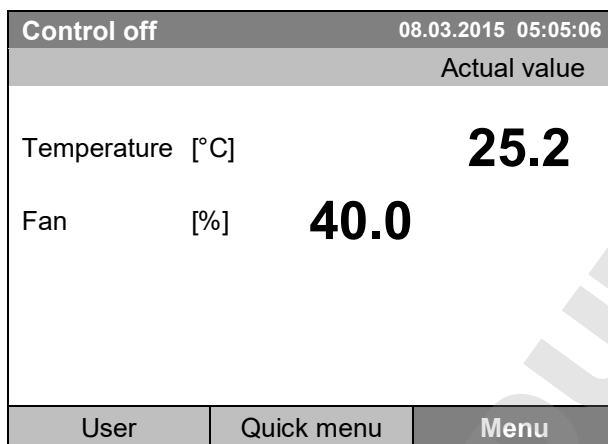 Control off 08.03.2015 05:05:06
Actual value
Temperature [°C] 25.2
Fan [%] 40.0
User Quick menu Menu